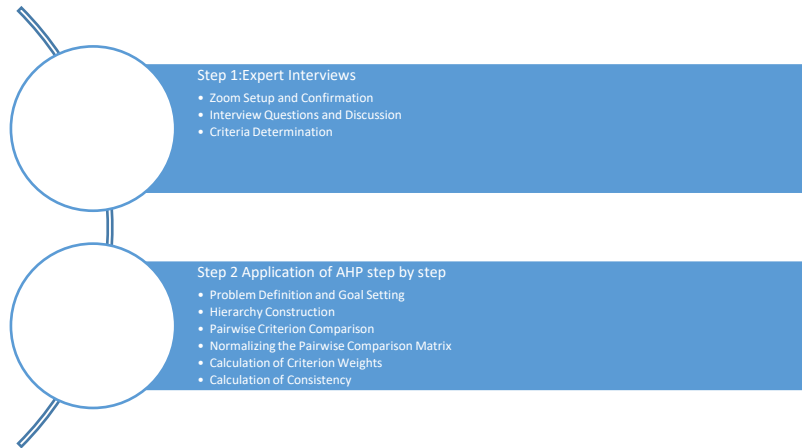 Step 1:Expert Interviews
• Zoom Setup and Confirmation
• Interview Questions and Discussion
• Criteria Determination
Step 2 Application of AHP step by step
• Problem Definition and Goal Setting
• Hierarchy Construction
• Pairwise Criterion Comparison
• Normalizing the Pairwise Comparison Matrix
• Calculation of Criterion Weights
• Calculation of Consistency